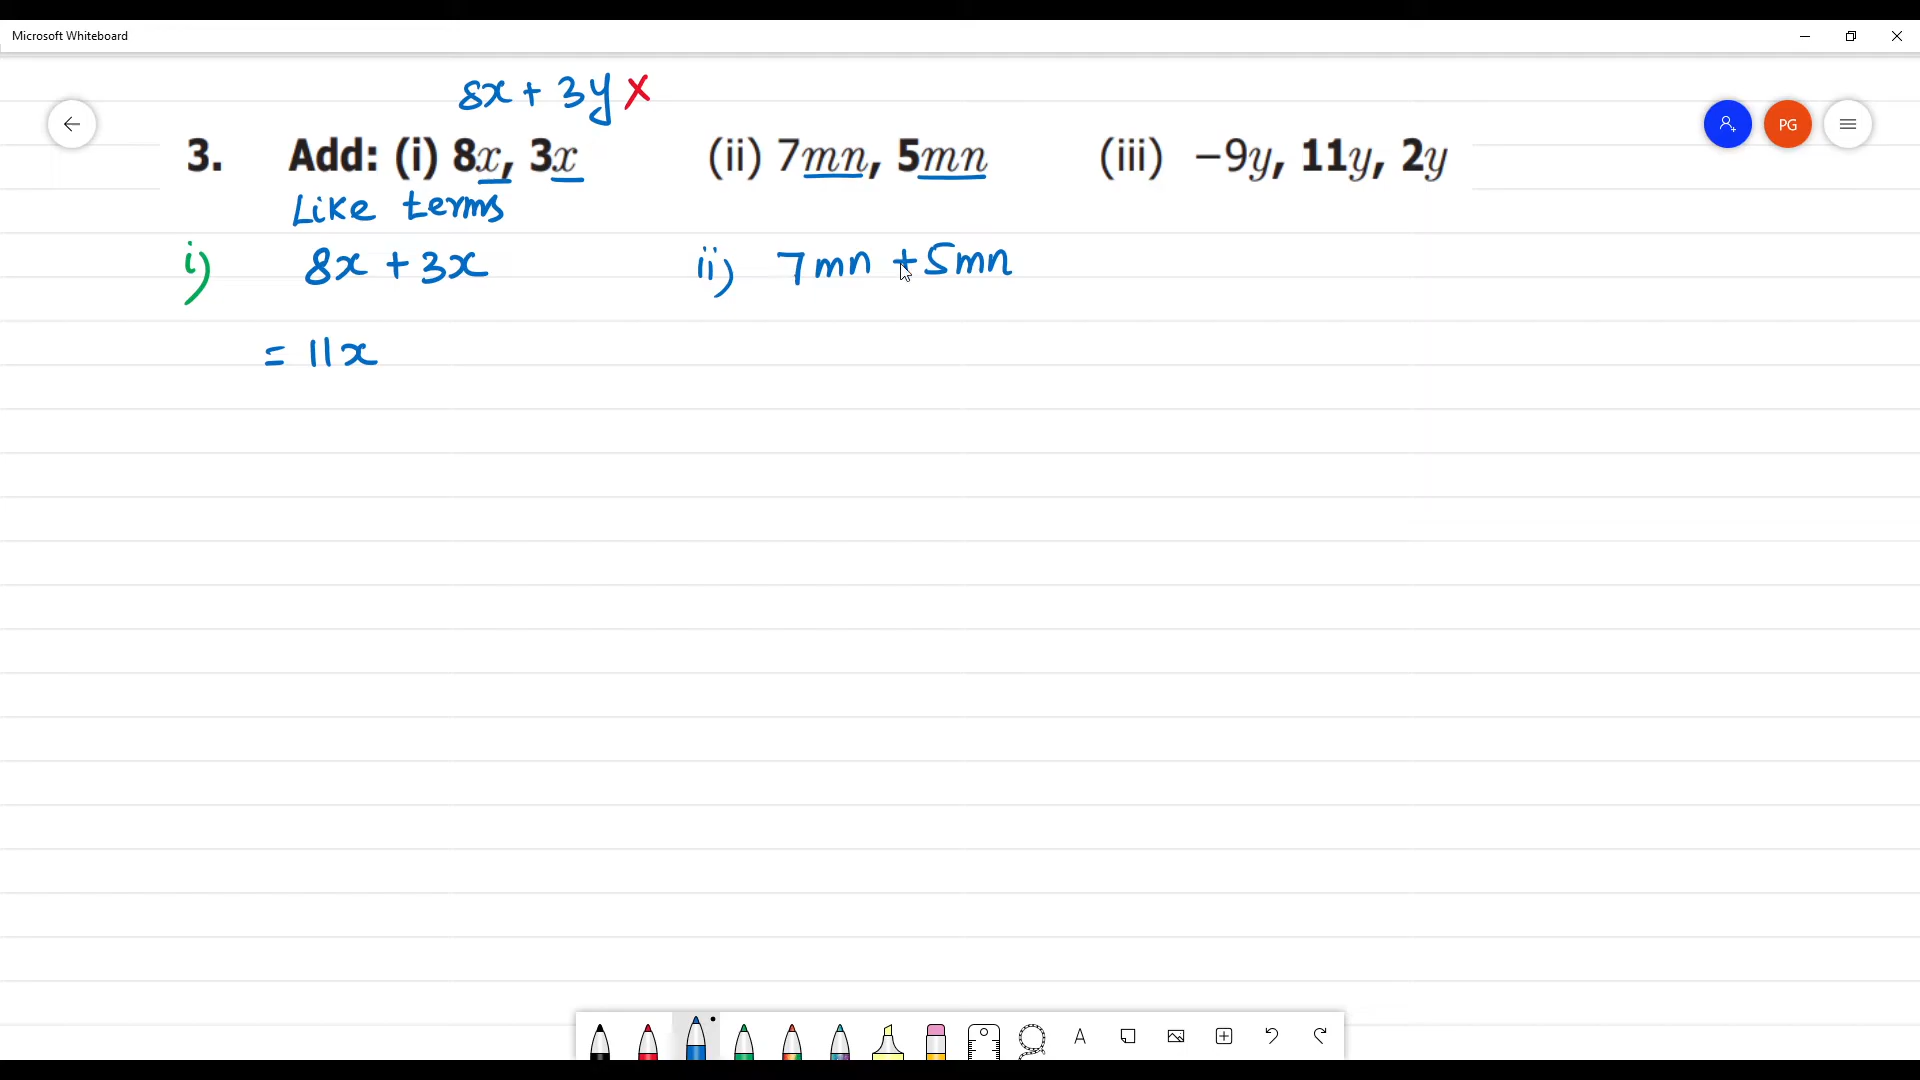 Microsoft Whiteboard
8x + 3y X
PG
3. Add: (i) 8x, 3x (ii) 7mn, 5mn (iii) −9y, 11y, 2y
Like terms
i) 8x + 3x ii) 7mn + 5mn
= 11x
A